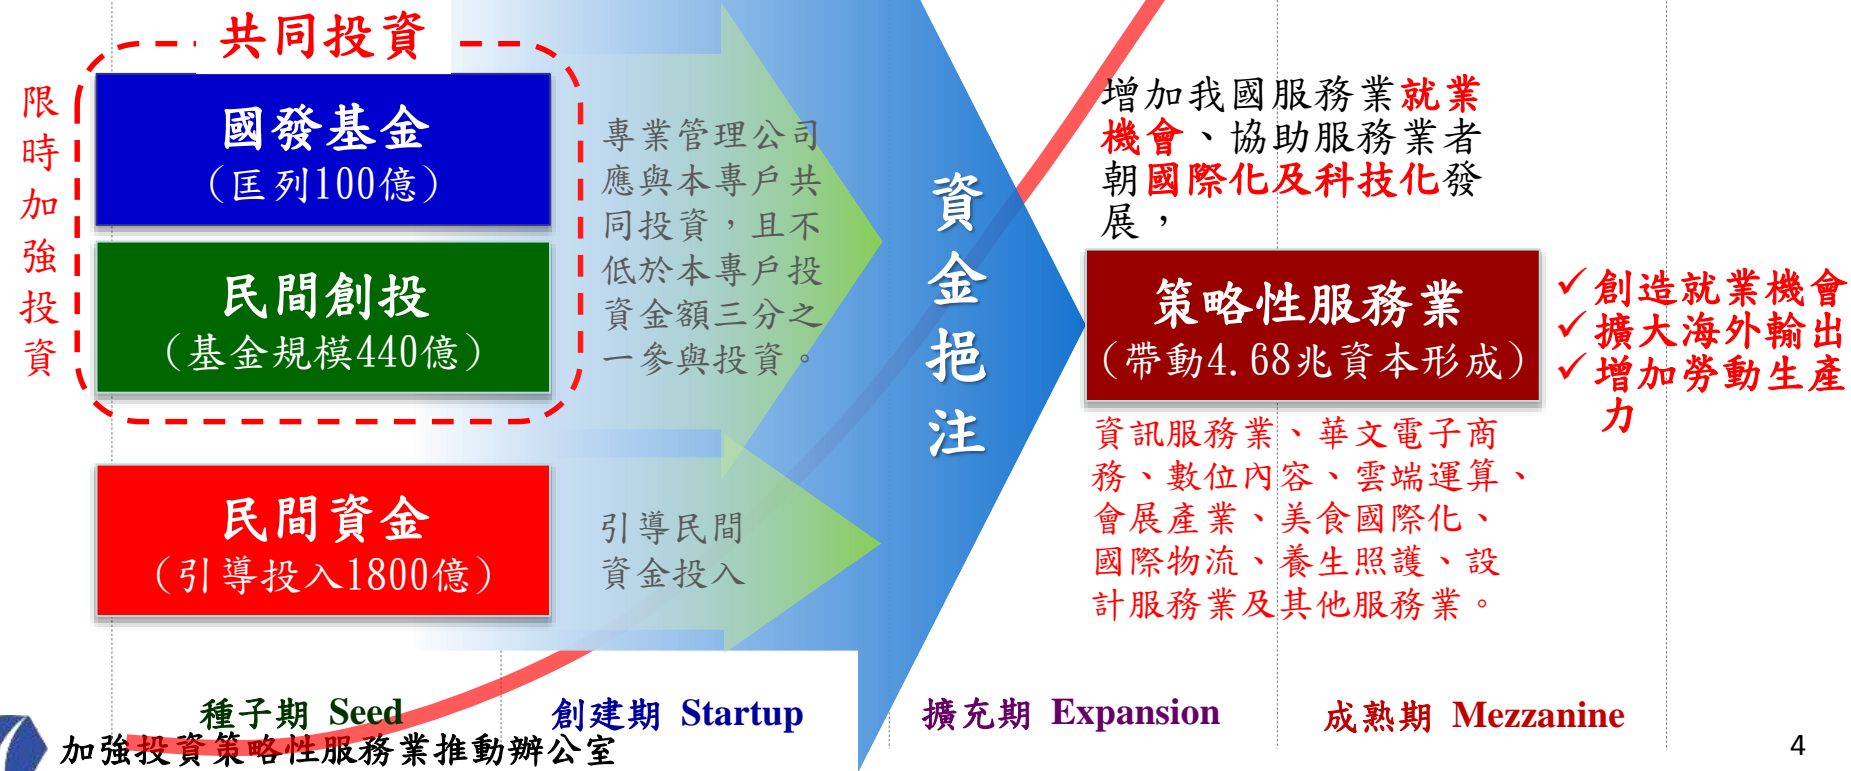 共同投資
限時加強投資
國發基金
（匡列100億）
民間創投
（基金規模440億）
民間資金
（引導投入1800億）
專業管理公司
應與本專戶共
同投資，且不
低於本專戶投
資金額三分之
一參與投資。
引導民間
資金投入
資金挹注
增加我國服務業就業
機會、協助服務業者
朝國際化及科技化發
展，
策略性服務業
（帶動4.68兆資本形成）
✓創造就業機會
✓擴大海外輸出
✓增加勞動生產
力
資訊服務業、華文電子商
務、數位內容、雲端運算、
會展產業、美食國際化、
國際物流、養生照護、設
計服務業及其他服務業。
種子期 Seed
創建期 Startup
擴充期 Expansion
成熟期 Mezzanine
加強投資策略性服務業推動辦公室
4